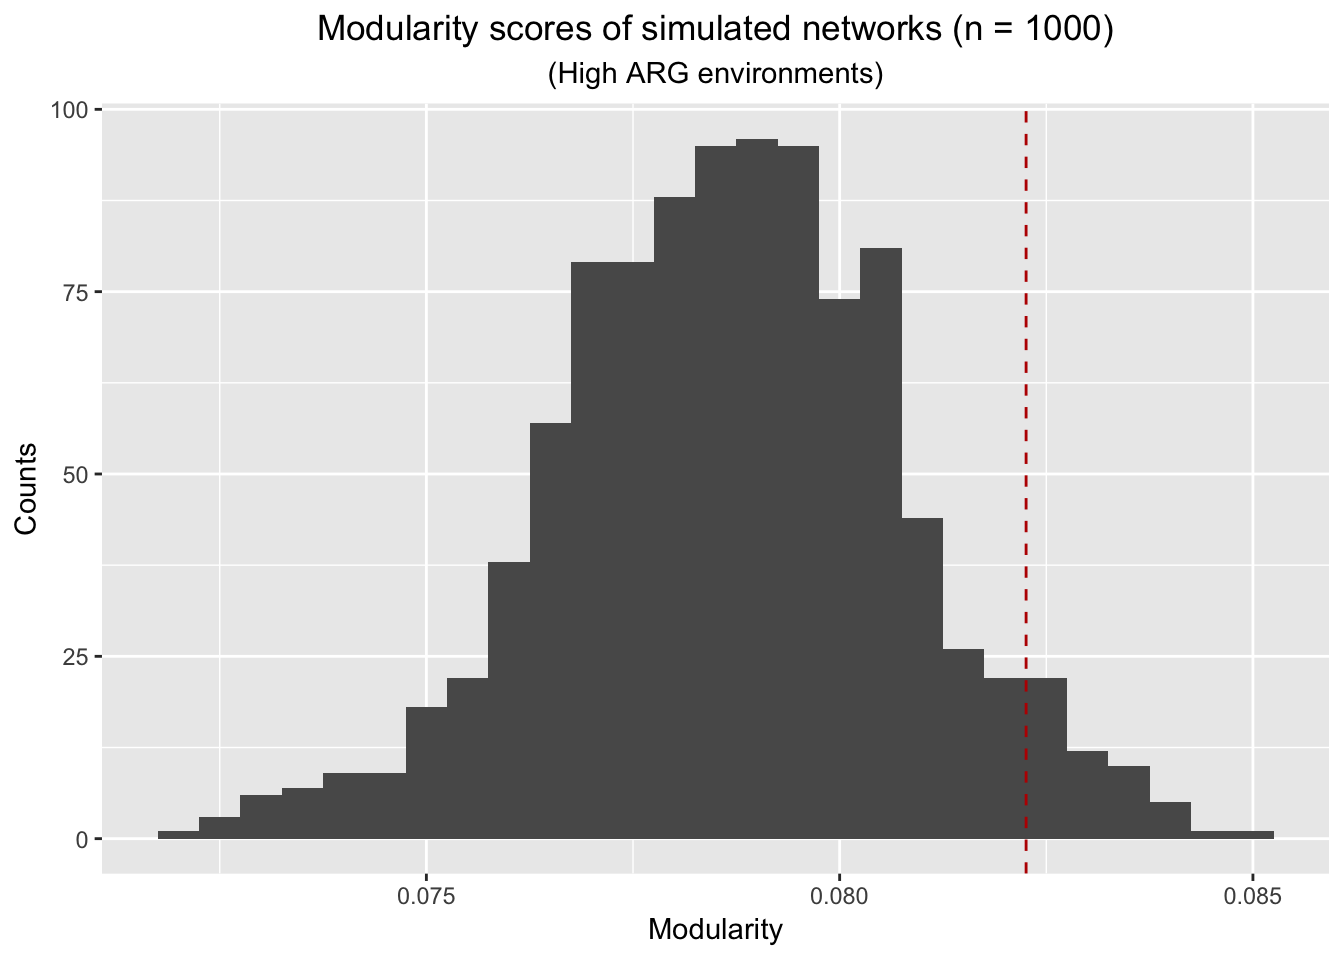 Modularity scores of simulated networks (n = 1000)
(High ARG environments)
100
75
50
25
0
Counts
0.075
0.080
0.085
Modularity